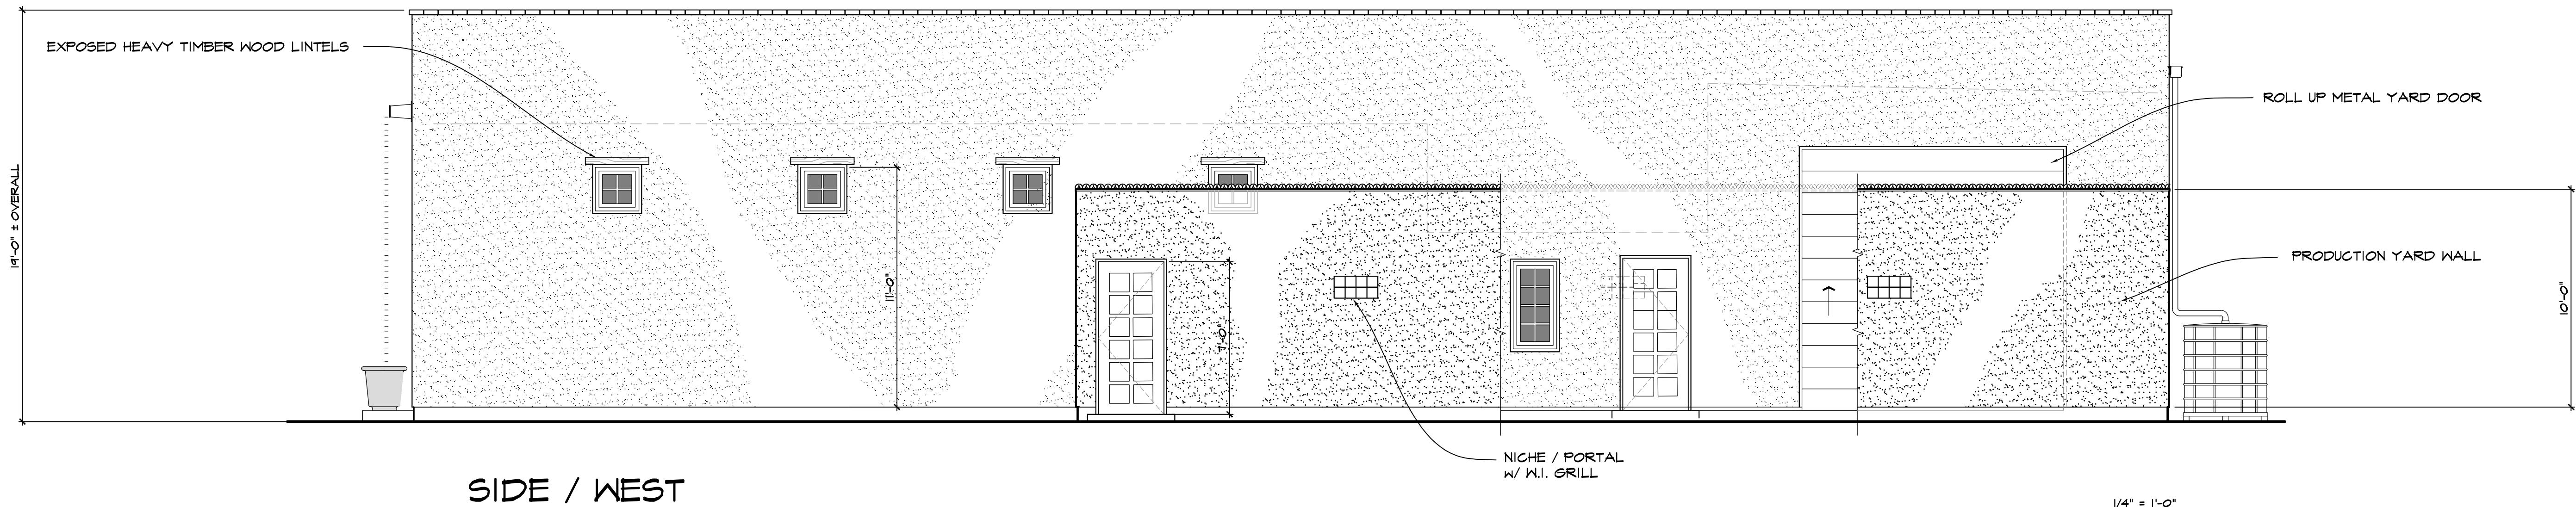 EXPOSED HEAVY TIMBER WOOD LINTELS
ROLL UP METAL YARD DOOR
19'-0" ± OVERALL
11'-0"
7'-0"
PRODUCTION YARD WALL
10'-0"
NICHE / PORTAL
W/ W.I. GRILL
SIDE / WEST
1/4" = 1'-0"